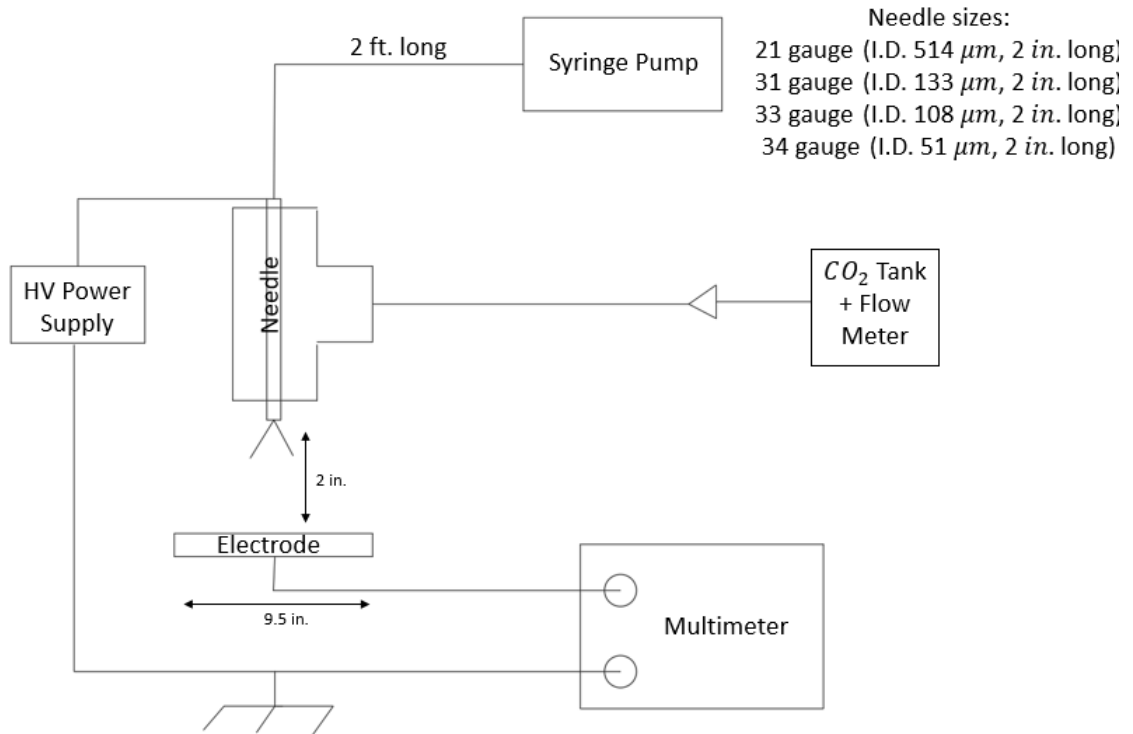 Needle sizes:
21 gauge (I.D. 514 μm, 2 in. long)
31 gauge (I.D. 133 μm, 2 in. long)
33 gauge (I.D. 108 μm, 2 in. long)
34 gauge (I.D. 51 μm, 2 in. long)
2 ft. long
Syringe Pump
HV Power
Supply
Needle
CO₂ Tank
+ Flow
Meter
2 in.
Electrode
9.5 in.
Multimeter